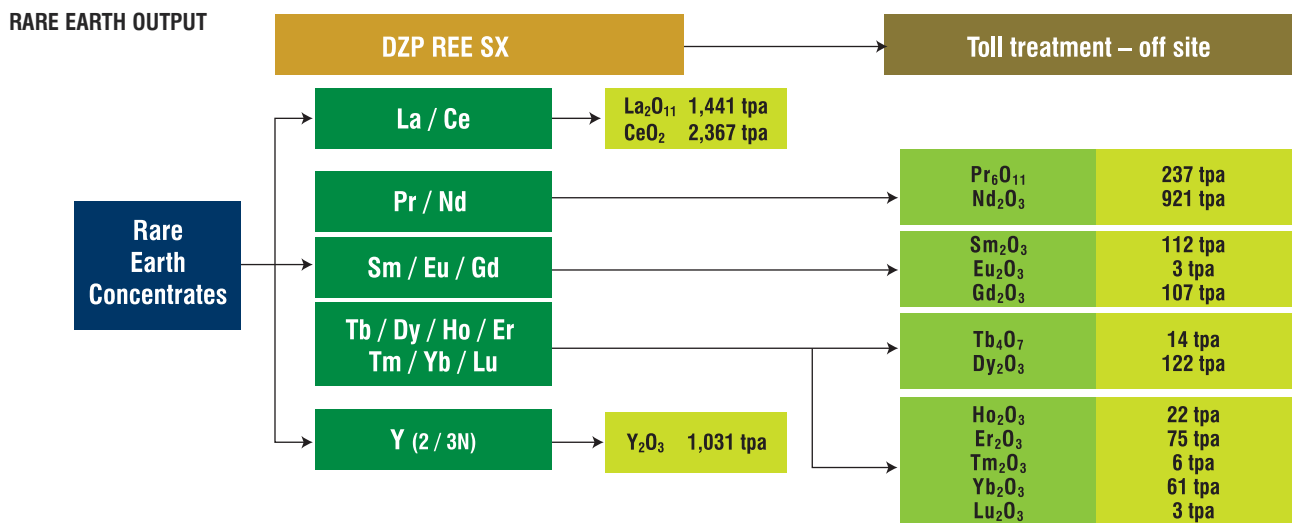 RARE EARTH OUTPUT
DZP REE SX
Toll treatment – off site
Rare
Earth
Concentrates
La / Ce
La₂O₁₁ 1,441 tpa
CeO₂ 2,367 tpa
Pr / Nd
Pr₆O₁₁ 237 tpa
Nd₂O₃ 921 tpa
Sm / Eu / Gd
Sm₂O₃ 112 tpa
Eu₂O₃ 3 tpa
Gd₂O₃ 107 tpa
Tb / Dy / Ho / Er
Tm / Yb / Lu
Tb₄O₇ 14 tpa
Dy₂O₃ 122 tpa
Ho₂O₃ 22 tpa
Er₂O₃ 75 tpa
Tm₂O₃ 6 tpa
Yb₂O₃ 61 tpa
Lu₂O₃ 3 tpa
Y (2 / 3N)
Y₂O₃ 1,031 tpa